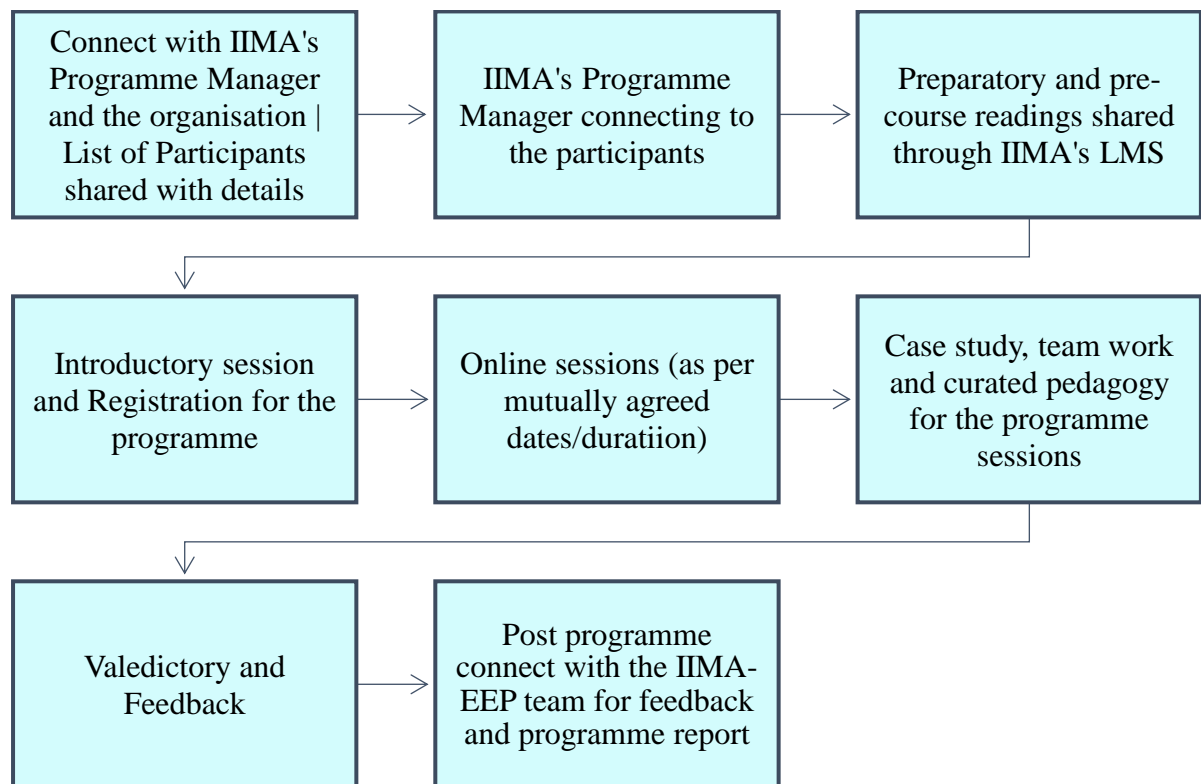 Connect with IIMA's
Programme Manager
and the organisation |
List of Participants
shared with details
IIMA's Programme
Manager connecting to
the participants
Preparatory and pre-
course readings shared
through IIMA's LMS
Introductory session
and Registration for the
programme
Online sessions (as per
mutually agreed
dates/duratiion)
Case study, team work
and curated pedagogy
for the programme
sessions
Valedictory and
Feedback
Post programme
connect with the IIMA-
EEP team for feedback
and programme report